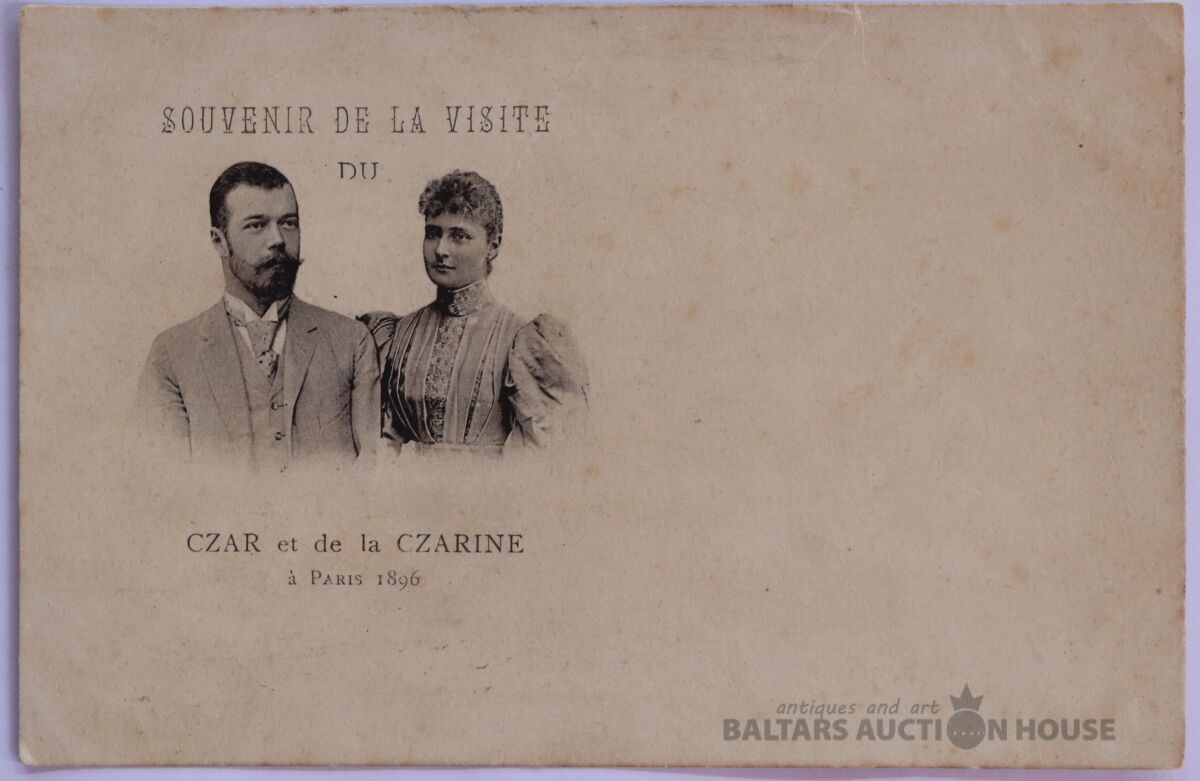 SOUVENIR DE LA VISITE
DU
CZAR et de la CZARINE
à PARIS 1896
antiques and art
BALTARS AUCTION HOUSE